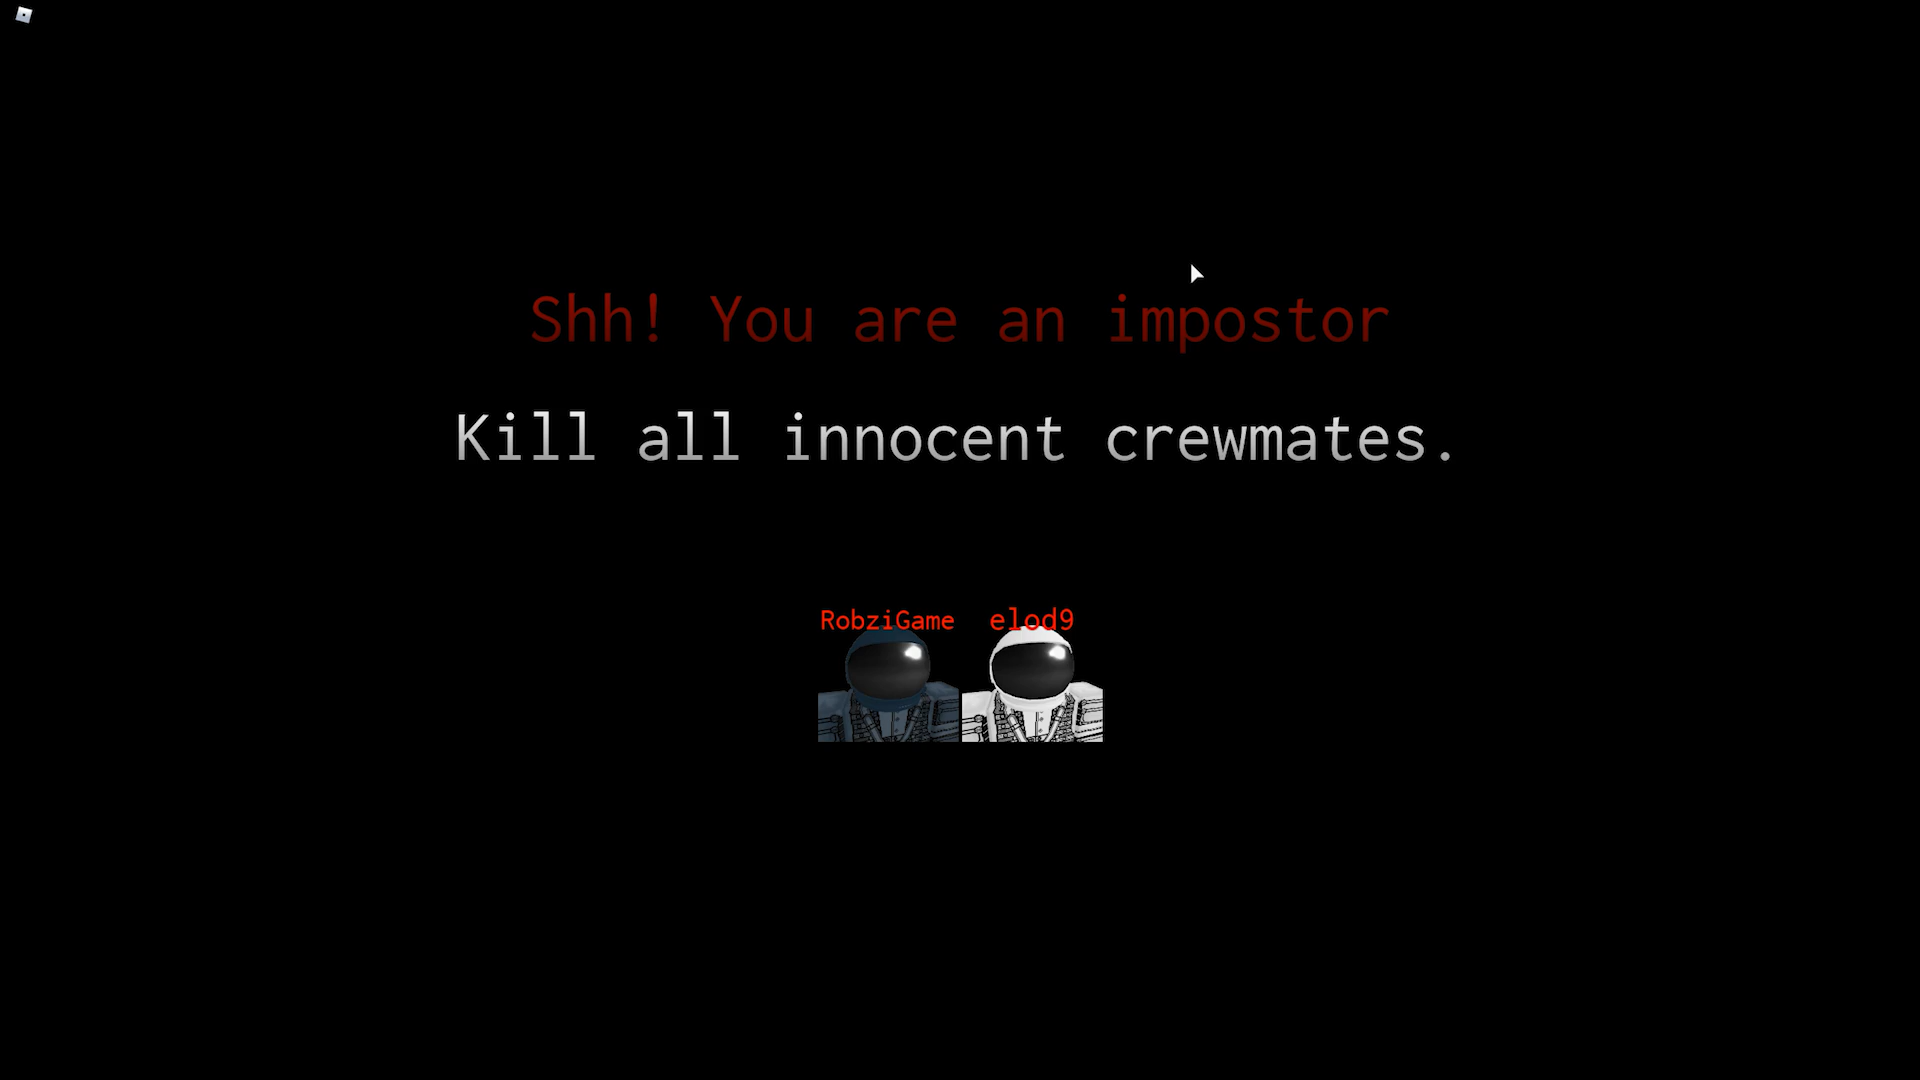 Shh! You are an impostor
Kill all innocent crewmates.
RobziGame elod9